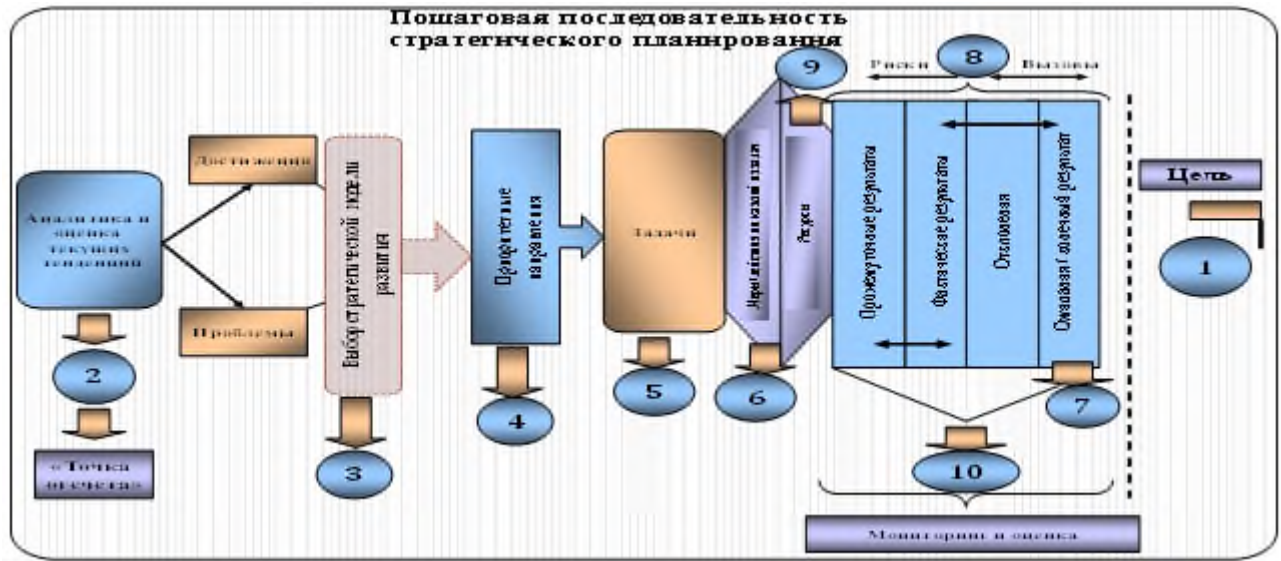 Пошаговая последовательность
стратегического планирования
9
8
Риски
Вызовы
Достижения
Аналитика и
оценка
текущих
тенденций
Проблемы
Выбор стратегической модели
развития
Приоритетные
направления
Задачи
Ресурсы
Промежуточные результаты
Фактические результаты
Отклонения
Ожидаемый конечный результат
Цель
1
2
3
4
5
6
7
10
«Точка
отсчета»
Мониторинг и оценка